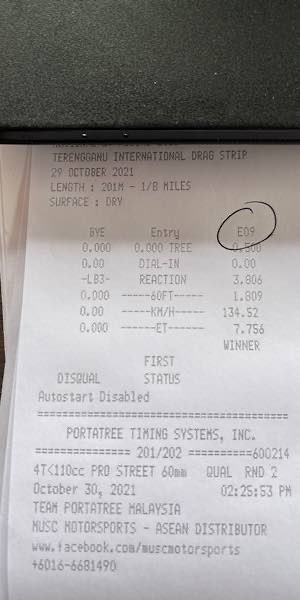 TERENGGANU INTERNATIONAL DRAG STRIP
29 OCTOBER 2021
LENGTH : 201M - 1/8 MILES
SURFACE : DRY
BYE Entry E09
0.000 0.000 TREE 0.500
0.00 DIAL-IN 0.00
-LB3- REACTION 3.806
0.000 ------60FT----- 1.809
0.00 ------KM/H----- 134.52
0.000 ------ET------- 7.756
WINNER
FIRST
DISQUAL STATUS
Autostart Disabled
=======================================
PORTATREE TIMING SYSTEMS, INC.
=============== 201/202 ==========600214
4T<110cc PRO STREET 60mm QUAL RND 2
October 30, 2021 02:25:53 PM
TEAM PORTATREE MALAYSIA
MUSC MOTORSPORTS - ASEAN DISTRIBUTOR
www.facebook.com/muscmotorsports
+6016-6681490